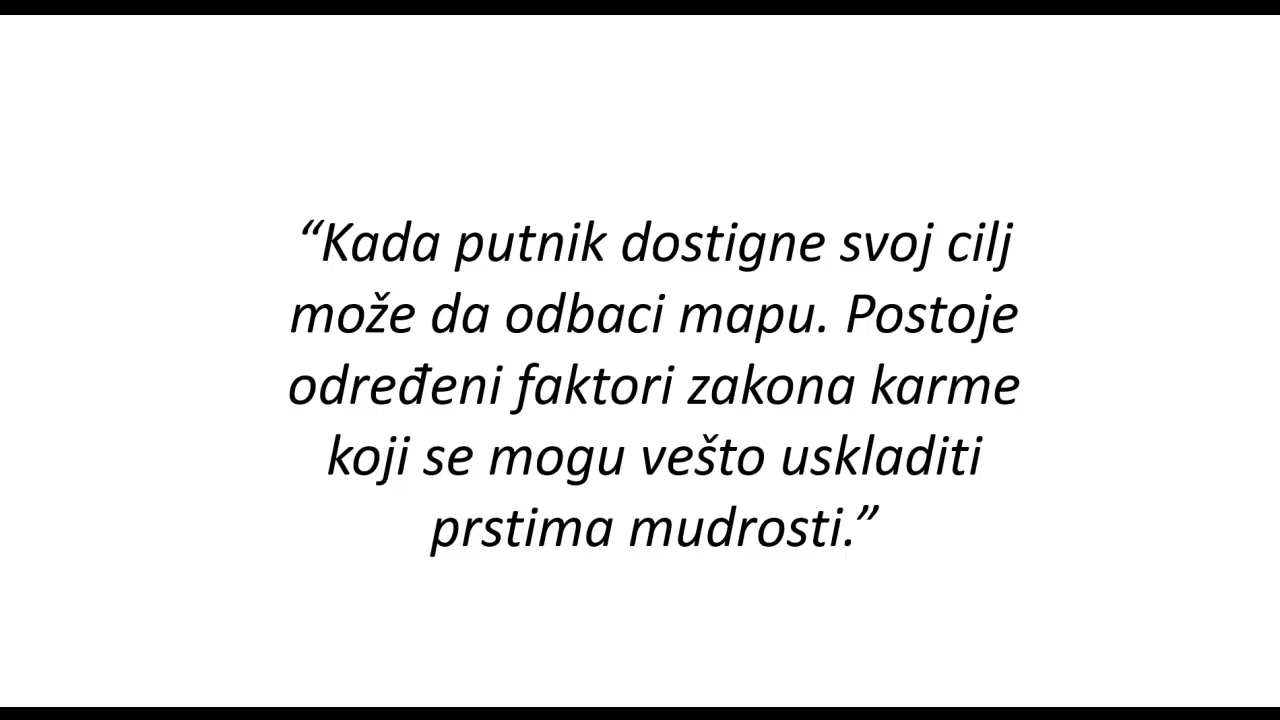 “Kada putnik dostigne svoj cilj
može da odbaci mapu. Postoje
određeni faktori zakona karme
koji se mogu vešto uskladiti
prstima mudrosti.”